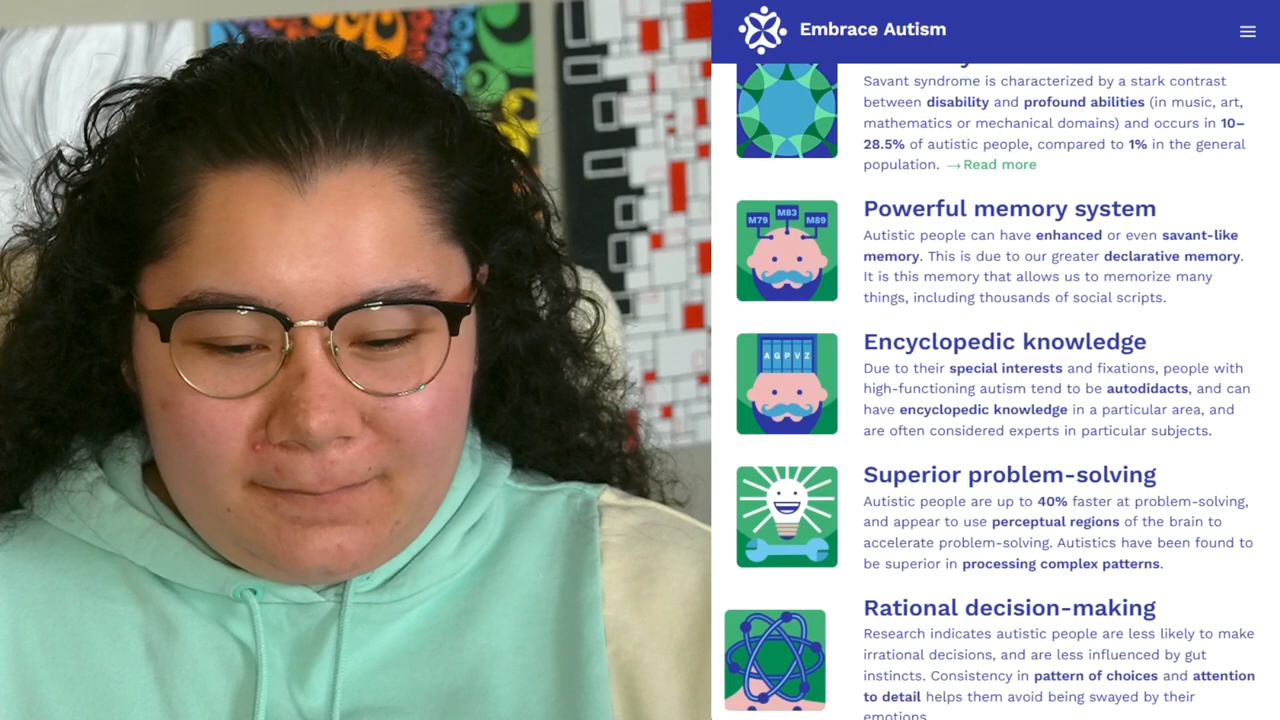 Embrace Autism
Savant syndrome is characterized by a stark contrast
between disability and profound abilities (in music, art,
mathematics or mechanical domains) and occurs in 10–
28.5% of autistic people, compared to 1% in the general
population. →Read more
M79 M83 M89
Powerful memory system
Autistic people can have enhanced or even savant-like
memory. This is due to our greater declarative memory.
It is this memory that allows us to memorize many
things, including thousands of social scripts.
A G P V Z
Encyclopedic knowledge
Due to their special interests and fixations, people with
high-functioning autism tend to be autodidacts, and can
have encyclopedic knowledge in a particular area, and
are often considered experts in particular subjects.
Superior problem-solving
Autistic people are up to 40% faster at problem-solving,
and appear to use perceptual regions of the brain to
accelerate problem-solving. Autistics have been found to
be superior in processing complex patterns.
Rational decision-making
Research indicates autistic people are less likely to make
irrational decisions, and are less influenced by gut
instincts. Consistency in pattern of choices and attention
to detail helps them avoid being swayed by their
emotions.